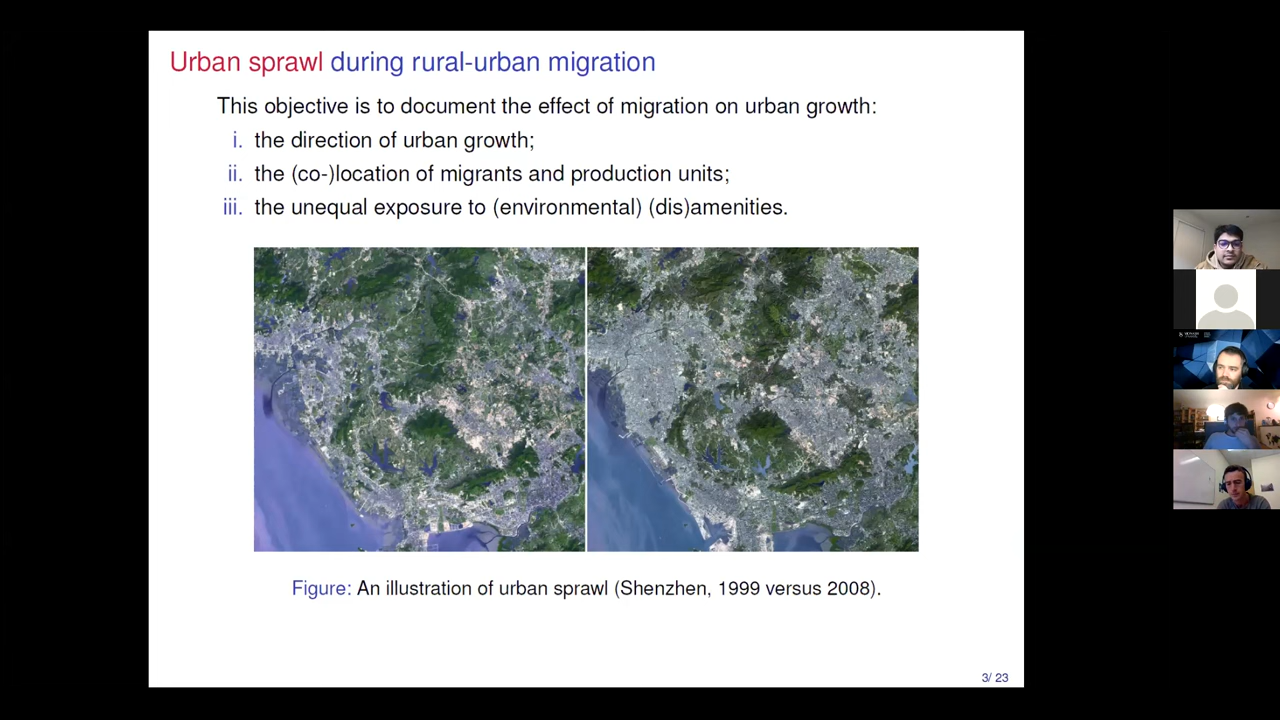 Urban sprawl during rural-urban migration
This objective is to document the effect of migration on urban growth:
i. the direction of urban growth;
ii. the (co-)location of migrants and production units;
iii. the unequal exposure to (environmental) (dis)amenities.
Figure: An illustration of urban sprawl (Shenzhen, 1999 versus 2008).
3/ 23